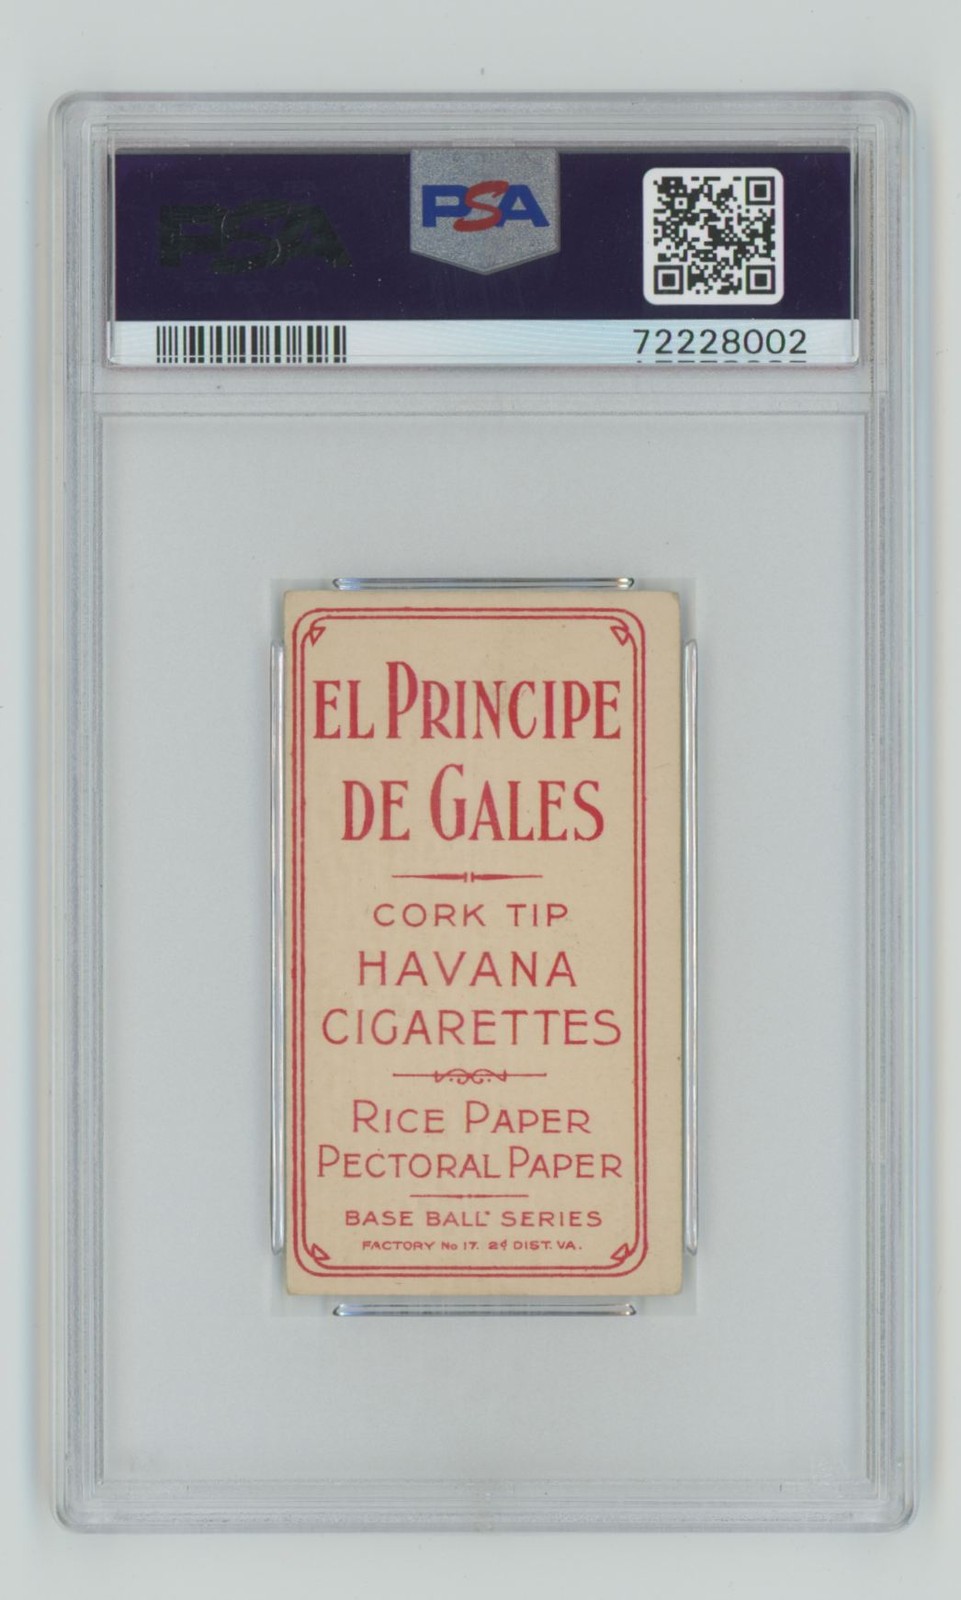 PSA
PSA
72228002
EL PRINCIPE
DE GALES
CORK TIP
HAVANA
CIGARETTES
RICE PAPER
PECTORAL PAPER
BASE BALL SERIES
FACTORY No 17. 2d DIST. VA.